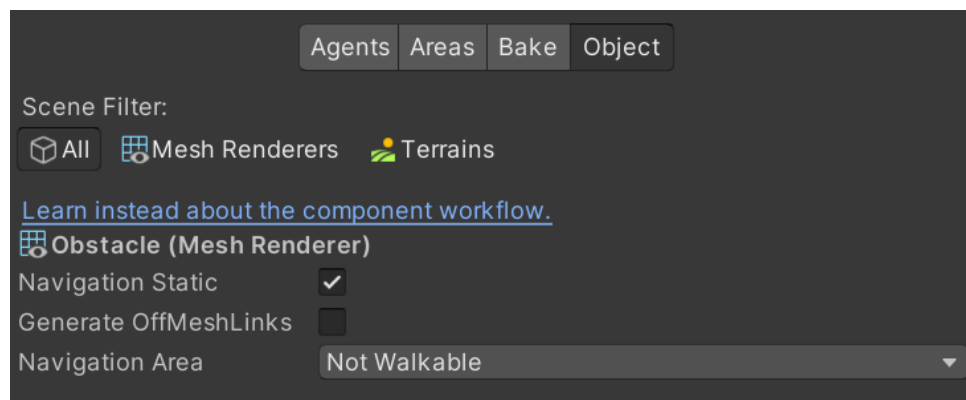 Agents Areas Bake Object
Scene Filter:
All Mesh Renderers Terrains
Learn instead about the component workflow.
Obstacle (Mesh Renderer)
Navigation Static
Generate OffMeshLinks
Navigation Area Not Walkable